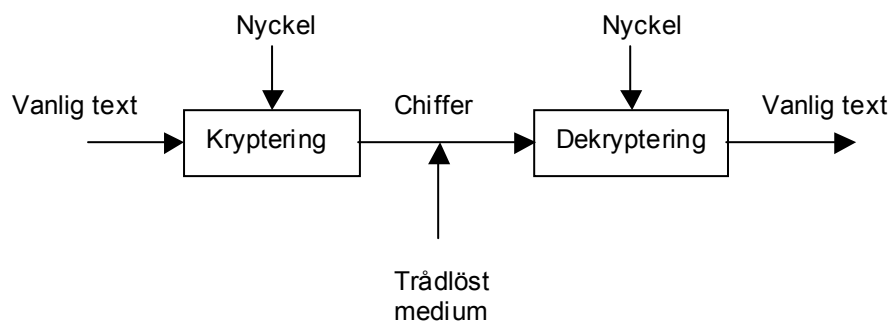 Nyckel
Nyckel
Vanlig text
Chiffer
Vanlig text
Kryptering
Dekryptering
Trådlöst
medium